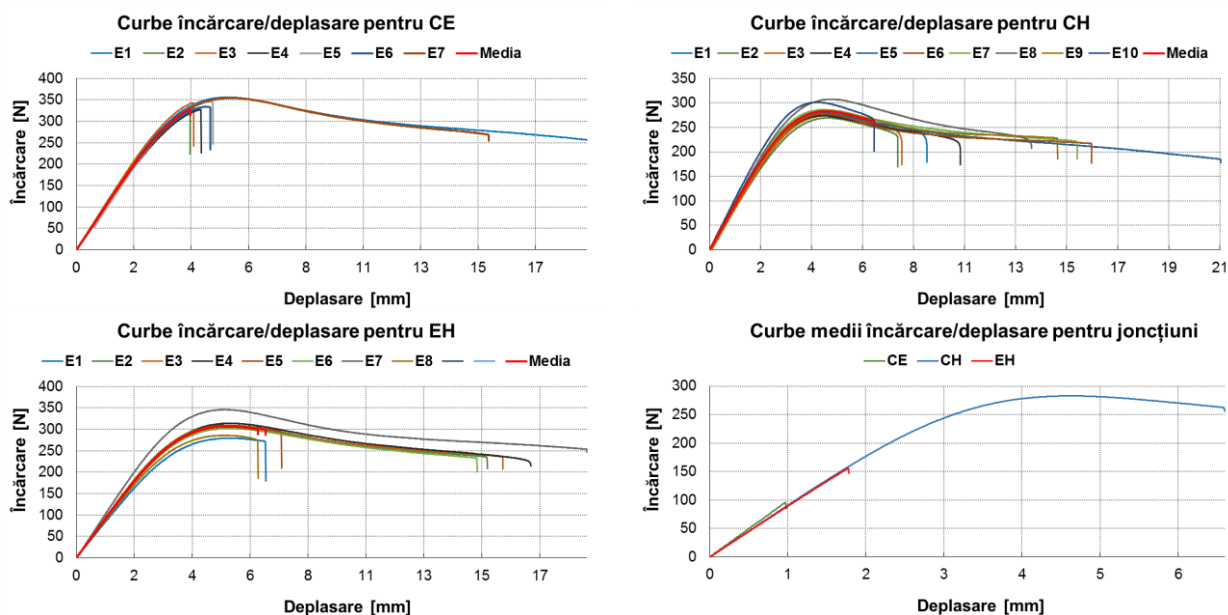 Curbe încărcare/deplasare pentru CE
E1 E2 E3 E4 E5 E6 E7 Media
400
350
300
250
200
150
100
50
0
Încărcare [N]
0 2 4 6 8 9 11 13 15 17
Deplasare [mm]
Curbe încărcare/deplasare pentru CH
E1 E2 E3 E4 E5 E6 E7 E8 E9 E10 Media
350
300
250
200
150
100
50
0
Încărcare [N]
0 2 4 6 8 9 11 13 15 17 19 21
Deplasare [mm]
Curbe încărcare/deplasare pentru EH
E1 E2 E3 E4 E5 E6 E7 E8 Media
400
350
300
250
200
150
100
50
0
Încărcare [N]
0 2 4 6 8 9 11 13 15 17
Deplasare [mm]
Curbe medii încărcare/deplasare pentru joncțiuni
CE CH EH
300
250
200
150
100
50
0
Încărcare [N]
0 1 2 3 4 5 6
Deplasare [mm]